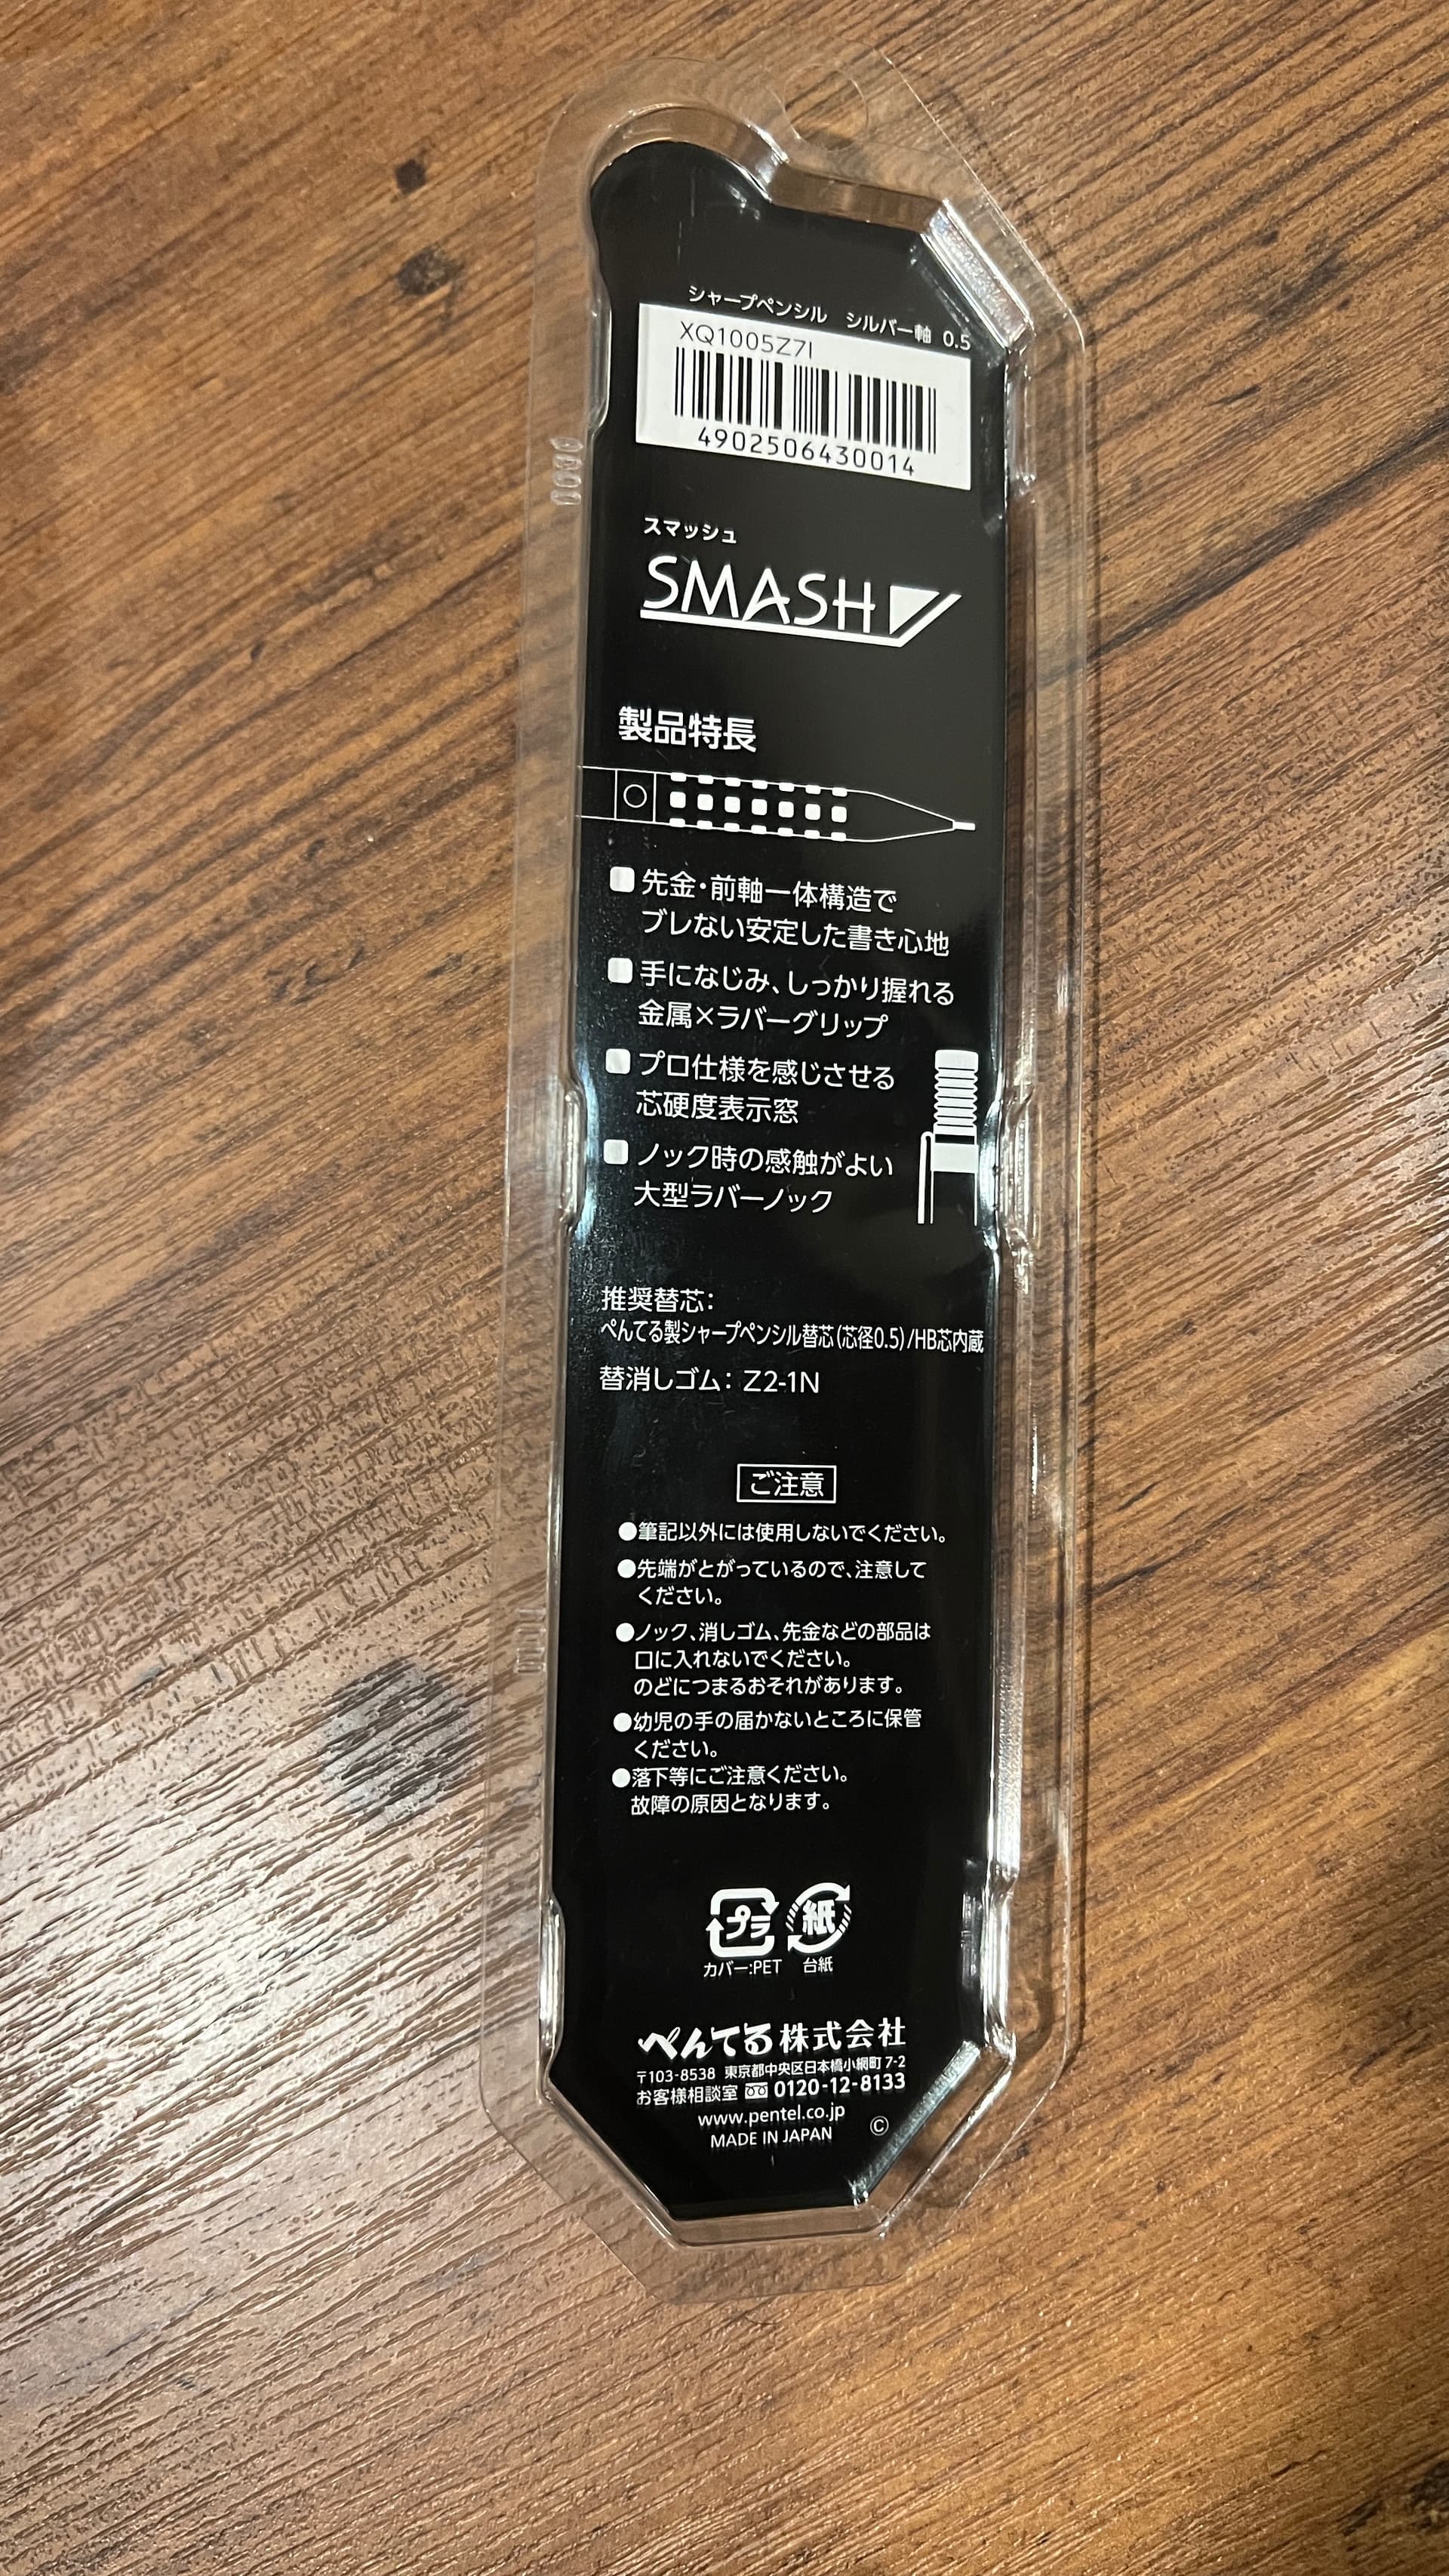 シャープペンシル シルバー軸 0.5
XQ1005Z7I
4902506430014
スマッシュ
SMASH
製品特長
先金・前軸一体構造で
ブレない安定した書き心地
手になじみ、しっかり握れる
金属×ラバーグリップ
プロ仕様を感じさせる
芯硬度表示窓
ノック時の感触がよい
大型ラバーノック
推奨替芯：
ぺんてる製シャープペンシル替芯(芯径0.5)/HB芯内蔵
替消しゴム： Z2-1N
ご注意
●筆記以外には使用しないでください。
●先端がとがっているので、注意して
ください。
●ノック、消しゴム、先金などの部品は
口に入れないでください。
のどにつまるおそれがあります。
●幼児の手の届かないところに保管
ください。
●落下等にご注意ください。
故障の原因となります。
プラ 紙
カバー:PET 台紙
ぺんてる株式会社
〒103-8538 東京都中央区日本橋小網町 7-2
お客様相談室 0120-12-8133
www.pentel.co.jp
MADE IN JAPAN ©